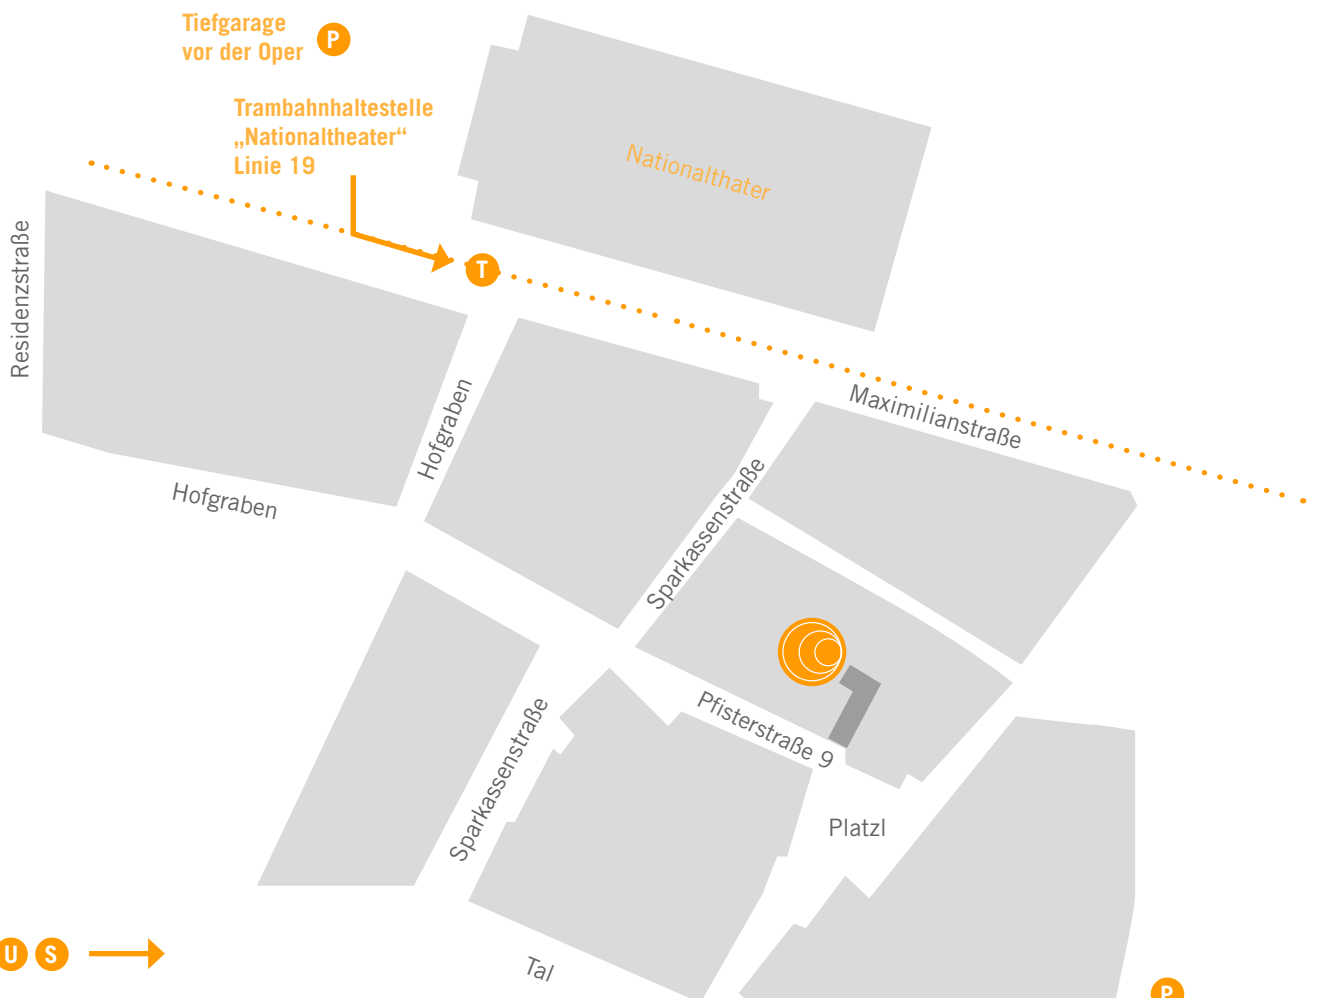 Tiefgarage
vor der Oper
P
Trambahnhaltestelle
„Nationaltheater“
Linie 19
Nationalthater
T
Residenzstraße
Maximilianstraße
Hofgraben
Hofgraben
Sparkassenstraße
Pfisterstraße 9
Sparkassenstraße
Platzl
U S
Tal
P